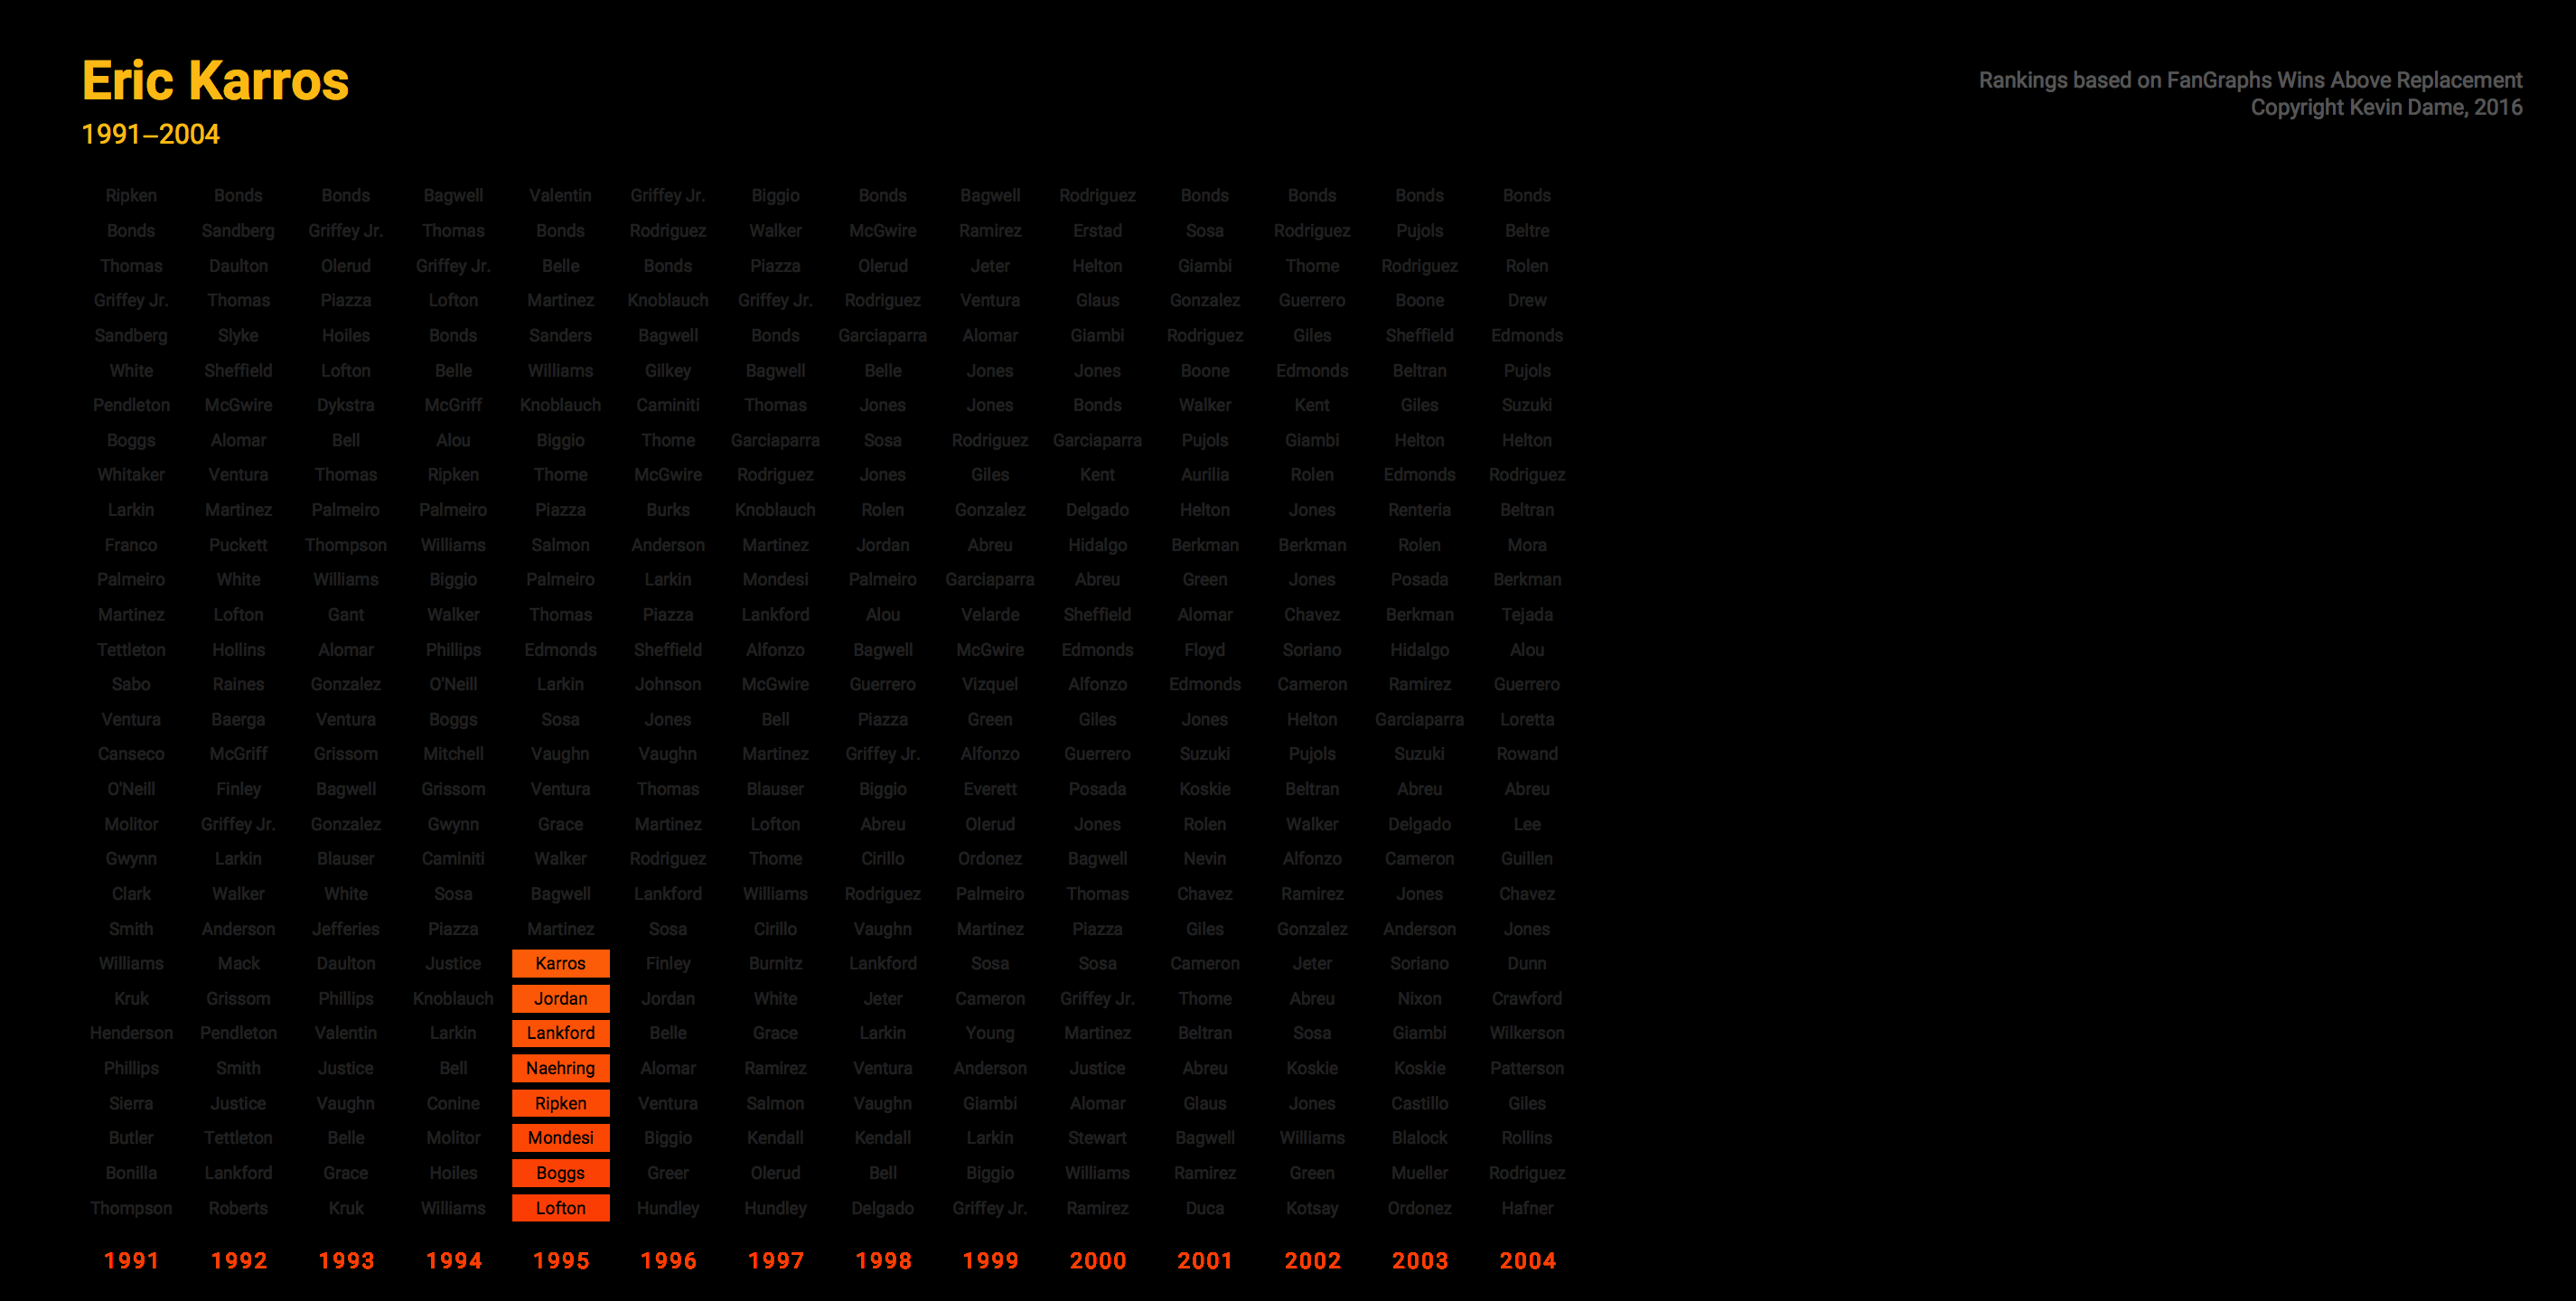 Eric Karros
1991–2004
Rankings based on FanGraphs Wins Above Replacement
Copyright Kevin Dame, 2016
Ripken Bonds Bonds Bagwell Valentin Griffey Jr. Biggio Bonds Bagwell Rodriguez Bonds Bonds Bonds Bonds
Bonds Sandberg Griffey Jr. Thomas Bonds Rodriguez Walker McGwire Ramirez Erstad Sosa Rodriguez Pujols Beltre
Thomas Daulton Olerud Griffey Jr. Belle Bonds Piazza Olerud Jeter Helton Giambi Thome Rodriguez Rolen
Griffey Jr. Thomas Piazza Lofton Martinez Knoblauch Griffey Jr. Rodriguez Ventura Glaus Gonzalez Guerrero Boone Drew
Sandberg Slyke Hoiles Bonds Sanders Bagwell Bonds Garciaparra Alomar Giambi Rodriguez Giles Sheffield Edmonds
White Sheffield Lofton Belle Williams Gilkey Bagwell Belle Jones Jones Boone Edmonds Beltran Pujols
Pendleton McGwire Dykstra McGriff Knoblauch Caminiti Thomas Jones Jones Bonds Walker Kent Giles Suzuki
Boggs Alomar Bell Alou Biggio Thome Garciaparra Sosa Rodriguez Garciaparra Pujols Giambi Helton Helton
Whitaker Ventura Thomas Ripken Thome McGwire Rodriguez Jones Giles Kent Aurilia Rolen Edmonds Rodriguez
Larkin Martinez Palmeiro Palmeiro Piazza Burks Knoblauch Rolen Gonzalez Delgado Helton Jones Renteria Beltran
Franco Puckett Thompson Williams Salmon Anderson Martinez Jordan Abreu Hidalgo Berkman Berkman Rolen Mora
Palmeiro White Williams Biggio Palmeiro Larkin Mondesi Palmeiro Garciaparra Abreu Green Jones Posada Berkman
Martinez Lofton Gant Walker Thomas Piazza Lankford Alou Velarde Sheffield Alomar Chavez Berkman Tejada
Tettleton Hollins Alomar Phillips Edmonds Sheffield Alfonzo Bagwell McGwire Edmonds Floyd Soriano Hidalgo Alou
Sabo Raines Gonzalez O'Neill Larkin Johnson McGwire Guerrero Vizquel Alfonzo Edmonds Cameron Ramirez Guerrero
Ventura Baerga Ventura Boggs Sosa Jones Bell Piazza Green Giles Jones Helton Garciaparra Loretta
Canseco McGriff Grissom Mitchell Vaughn Vaughn Martinez Griffey Jr. Alfonzo Guerrero Suzuki Pujols Suzuki Rowand
O'Neill Finley Bagwell Grissom Ventura Thomas Blauser Biggio Everett Posada Koskie Beltran Abreu Abreu
Molitor Griffey Jr. Gonzalez Gwynn Grace Martinez Lofton Abreu Olerud Jones Rolen Walker Delgado Lee
Gwynn Larkin Blauser Caminiti Walker Rodriguez Thome Cirillo Ordonez Bagwell Nevin Alfonzo Cameron Guillen
Clark Walker White Sosa Bagwell Lankford Williams Rodriguez Palmeiro Thomas Chavez Ramirez Jones Chavez
Smith Anderson Jefferies Piazza Martinez Sosa Cirillo Vaughn Martinez Piazza Giles Gonzalez Anderson Jones
Williams Mack Daulton Justice Karros Finley Burnitz Lankford Sosa Sosa Cameron Jeter Soriano Dunn
Kruk Grissom Phillips Knoblauch Jordan Jordan White Jeter Cameron Griffey Jr. Thome Abreu Nixon Crawford
Henderson Pendleton Valentin Larkin Lankford Belle Grace Larkin Young Martinez Beltran Sosa Giambi Wilkerson
Phillips Smith Justice Bell Naehring Alomar Ramirez Ventura Anderson Justice Abreu Koskie Koskie Patterson
Sierra Justice Vaughn Conine Ripken Ventura Salmon Vaughn Giambi Alomar Glaus Jones Castillo Giles
Butler Tettleton Belle Molitor Mondesi Biggio Kendall Kendall Larkin Stewart Bagwell Williams Blalock Rollins
Bonilla Lankford Grace Hoiles Boggs Greer Olerud Bell Biggio Williams Ramirez Green Mueller Rodriguez
Thompson Roberts Kruk Williams Lofton Hundley Hundley Delgado Griffey Jr. Ramirez Duca Kotsay Ordonez Hafner
1991 1992 1993 1994 1995 1996 1997 1998 1999 2000 2001 2002 2003 2004